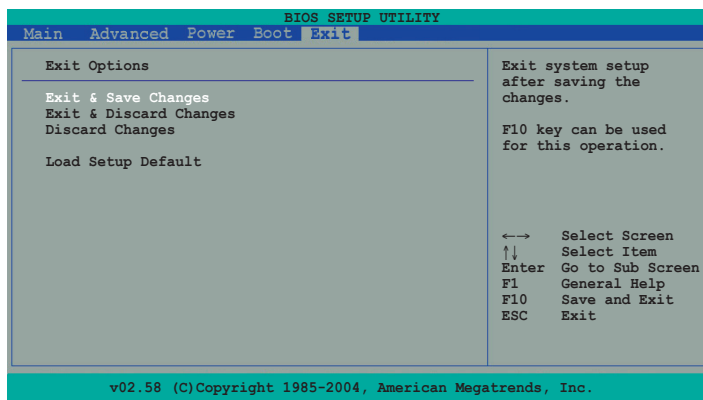 BIOS SETUP UTILITY
Main Advanced Power Boot Exit
Exit Options
Exit & Save Changes
Exit & Discard Changes
Discard Changes
Load Setup Default
Exit system setup
after saving the
changes.
F10 key can be used
for this operation.
←→ Select Screen
↑↓ Select Item
Enter Go to Sub Screen
F1 General Help
F10 Save and Exit
ESC Exit
v02.58 (C)Copyright 1985-2004, American Megatrends, Inc.